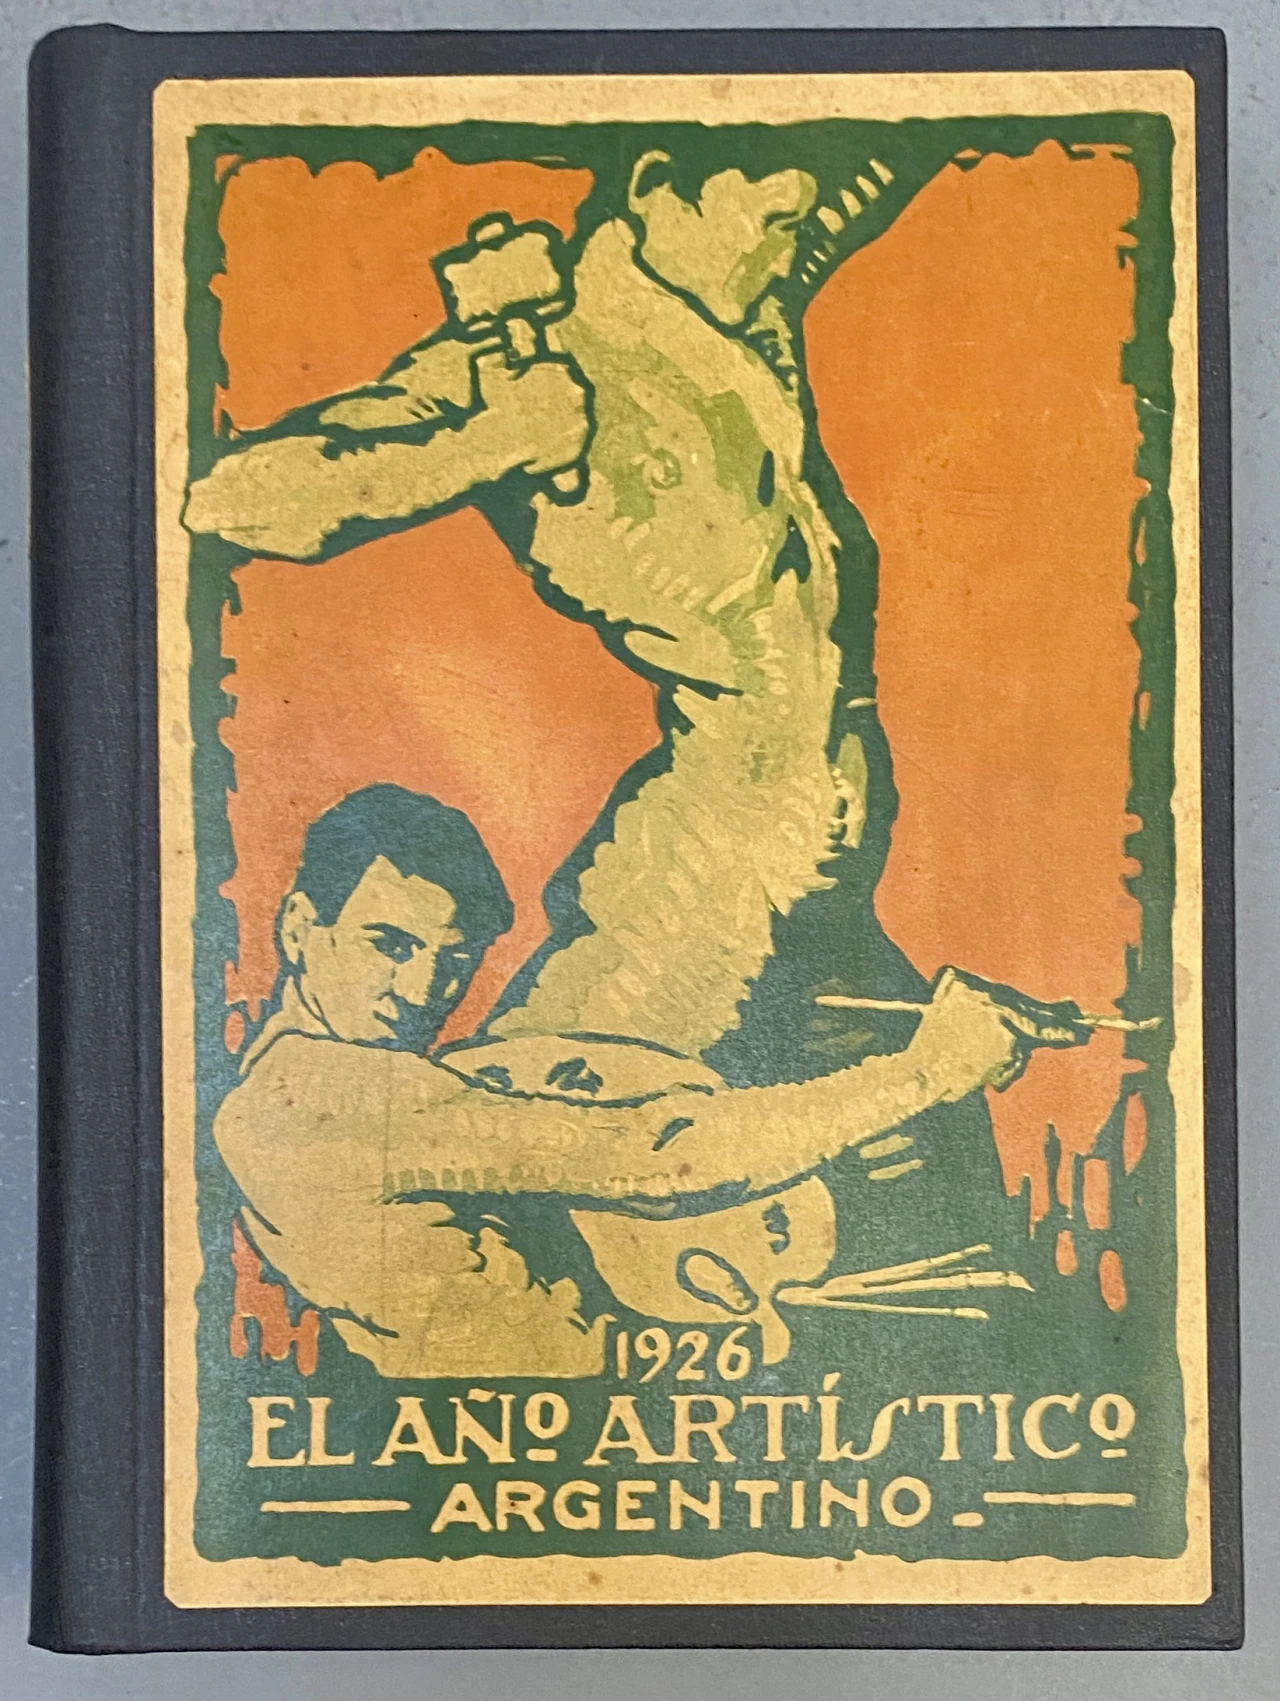 1926
EL AÑO ARTÍSTICO
ARGENTINO